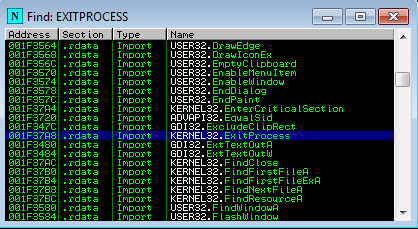 N Find: EXITPROCESS
Address Section Type Name
001F3564 .rdata Import USER32.DrawEdge
001F3568 .rdata Import USER32.DrawIconEx
001F356C .rdata Import USER32.EmptyClipboard
001F3570 .rdata Import USER32.EnableMenuItem
001F3574 .rdata Import USER32.EnableWindow
001F3578 .rdata Import USER32.EndDialog
001F357C .rdata Import USER32.EndPaint
001F37A4 .rdata Import KERNEL32.EnterCriticalSection
001F3020 .rdata Import ADVAPI32.EqualSid
001F347C .rdata Import GDI32.ExcludeClipRect
001F37A8 .rdata Import KERNEL32.ExitProcess
001F3480 .rdata Import GDI32.ExtTextOutA
001F3484 .rdata Import GDI32.ExtTextOutW
001F37AC .rdata Import KERNEL32.FindClose
001F37B0 .rdata Import KERNEL32.FindFirstFileA
001F37B4 .rdata Import KERNEL32.FindFirstFileExA
001F37B8 .rdata Import KERNEL32.FindNextFileA
001F37BC .rdata Import KERNEL32.FindResourceA
001F3580 .rdata Import USER32.FindWindowA
001F3584 .rdata Import USER32.FlashWindow